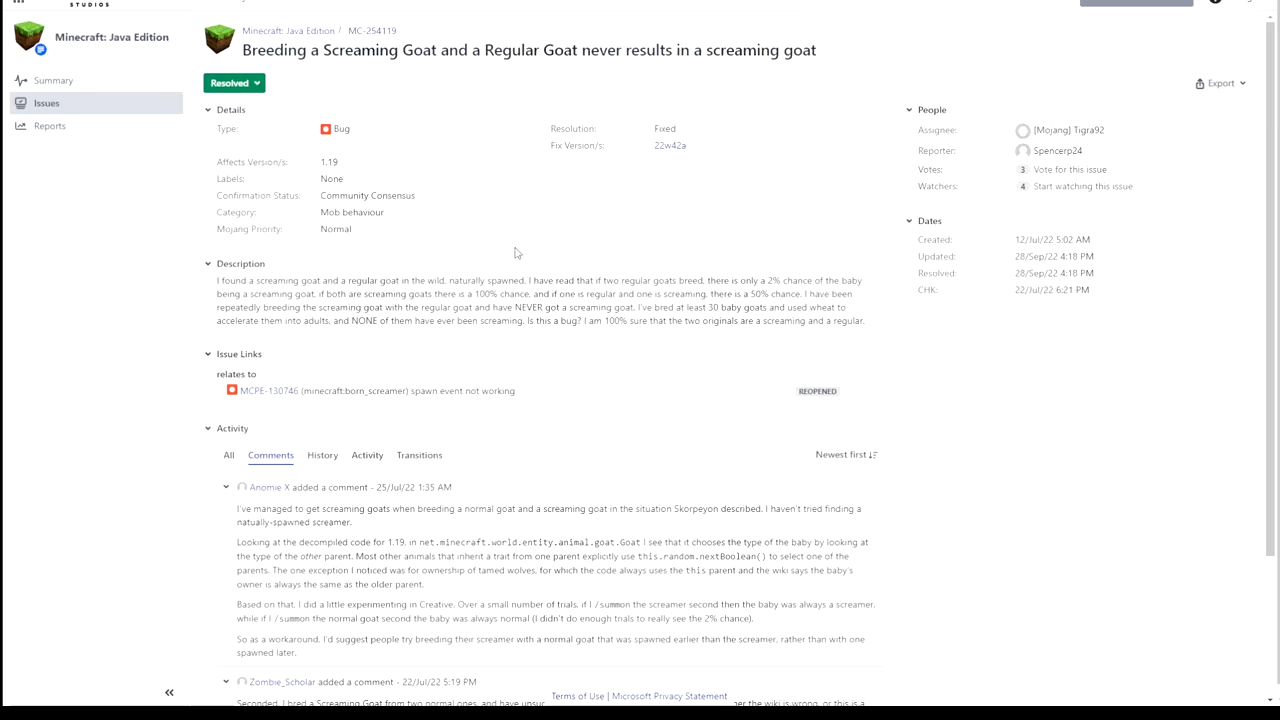 STUDIOS
Minecraft: Java Edition
Summary
Issues
Reports
Minecraft: Java Edition / MC-254119
Breeding a Screaming Goat and a Regular Goat never results in a screaming goat
Resolved
Export
Details
Type: Bug
Resolution: Fixed
Fix Version/s: 22w42a
Affects Version/s: 1.19
Labels: None
Confirmation Status: Community Consensus
Category: Mob behaviour
Mojang Priority: Normal
People
Assignee: [Mojang] Tigra92
Reporter: Spencerp24
Votes: 3 Vote for this issue
Watchers: 4 Start watching this issue
Dates
Created: 12/Jul/22 5:02 AM
Updated: 28/Sep/22 4:18 PM
Resolved: 28/Sep/22 4:18 PM
CHK: 22/Jul/22 6:21 PM
Description
I found a screaming goat and a regular goat in the wild, naturally spawned. I have read that if two regular goats breed, there is only a 2% chance of the baby
being a screaming goat, if both are screaming goats there is a 100% chance, and if one is regular and one is screaming, there is a 50% chance. I have been
repeatedly breeding the screaming goat with the regular goat and have NEVER got a screaming goat. I've bred at least 30 baby goats and used wheat to
accelerate them into adults, and NONE of them have ever been screaming. Is this a bug? I am 100% sure that the two originals are a screaming and a regular.
Issue Links
relates to
MCPE-130746 (minecraft:born_screamer) spawn event not working REOPENED
Activity
All Comments History Activity Transitions Newest first
Anomie X added a comment - 25/Jul/22 1:35 AM
I've managed to get screaming goats when breeding a normal goat and a screaming goat in the situation Skorpeyon described. I haven't tried finding a
natually-spawned screamer.
Looking at the decompiled code for 1.19, in net.minecraft.world.entity.animal.goat.Goat I see that it chooses the type of the baby by looking at
the type of the other parent. Most other animals that inherit a trait from one parent explicitly use this.random.nextBoolean() to select one of the
parents. The one exception I noticed was for ownership of tamed wolves, for which the code always uses the this parent and the wiki says the baby's
owner is always the same as the older parent.
Based on that, I did a little experimenting in Creative. Over a small number of trials, if I /summon the screamer second then the baby was always a screamer,
while if I /summon the normal goat second the baby was always normal (I didn't do enough trials to really see the 2% chance).
So as a workaround, I'd suggest people try breeding their screamer with a normal goat that was spawned earlier than the screamer, rather than with one
spawned later.
Zombie_Scholar added a comment - 22/Jul/22 5:19 PM
Terms of Use | Microsoft Privacy Statement
Seconded. I bred a Screaming Goat from two normal ones, and have the wiki is wrong, or this is a